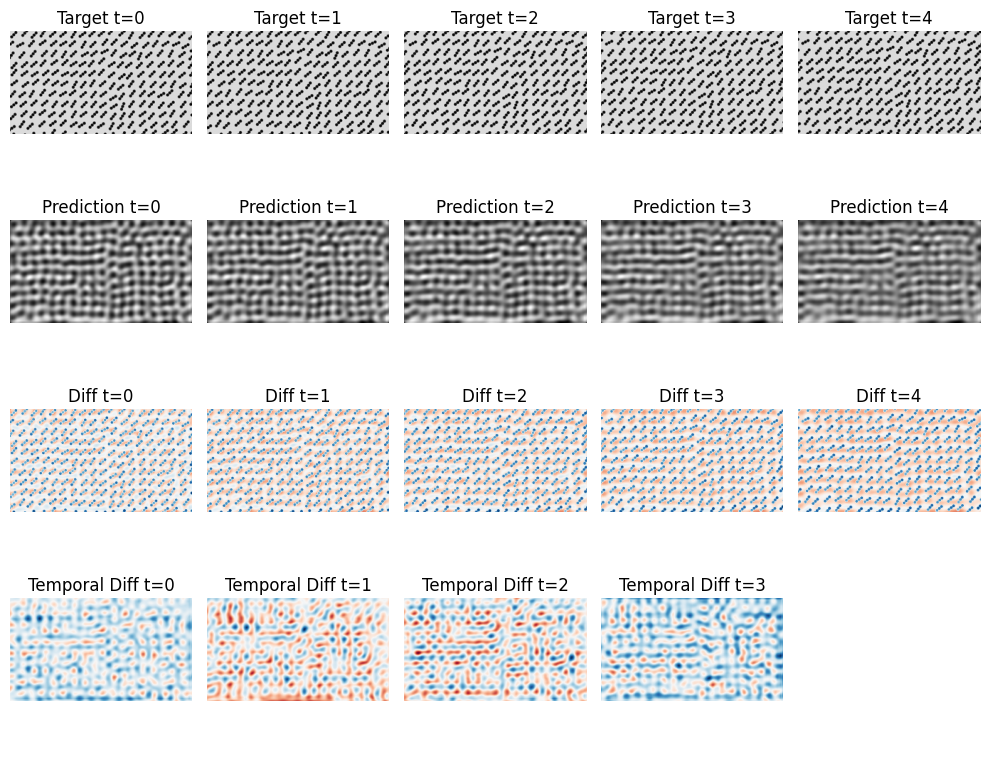 Target t=0
Target t=1
Target t=2
Target t=3
Target t=4
Prediction t=0
Prediction t=1
Prediction t=2
Prediction t=3
Prediction t=4
Diff t=0
Diff t=1
Diff t=2
Diff t=3
Diff t=4
Temporal Diff t=0
Temporal Diff t=1
Temporal Diff t=2
Temporal Diff t=3